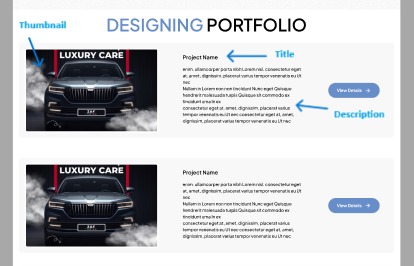 DESIGNING PORTFOLIO
Thumbnail
LUXURY CARE
Project Name
Title
enim. ullamcorper porta nibh Lorem nisl. consectetur eget
at, amet, dignissim. placerat varius tempor venenatis eu Ut
nec
Nullam in Lorem non non tincidunt Nunc eget Quisque
hendrerit malesuada turpis Quisque sit commodo ex
tincidunt urna in ex
consectetur eget at, amet, dignissim. placerat varius
tempor venenatis eu Ut nec consectetur eget at, amet,
dignissim. placerat varius tempor venenatis eu Ut nec
View Details
Description
LUXURY CARE
Project Name
enim. ullamcorper porta nibh Lorem nisl. consectetur eget
at, amet, dignissim. placerat varius tempor venenatis eu Ut
nec
Nullam in Lorem non non tincidunt Nunc eget Quisque
hendrerit malesuada turpis Quisque sit commodo ex
tincidunt urna in ex
consectetur eget at, amet, dignissim. placerat varius
tempor venenatis eu Ut nec consectetur eget at, amet,
dignissim. placerat varius tempor venenatis eu Ut nec
View Details